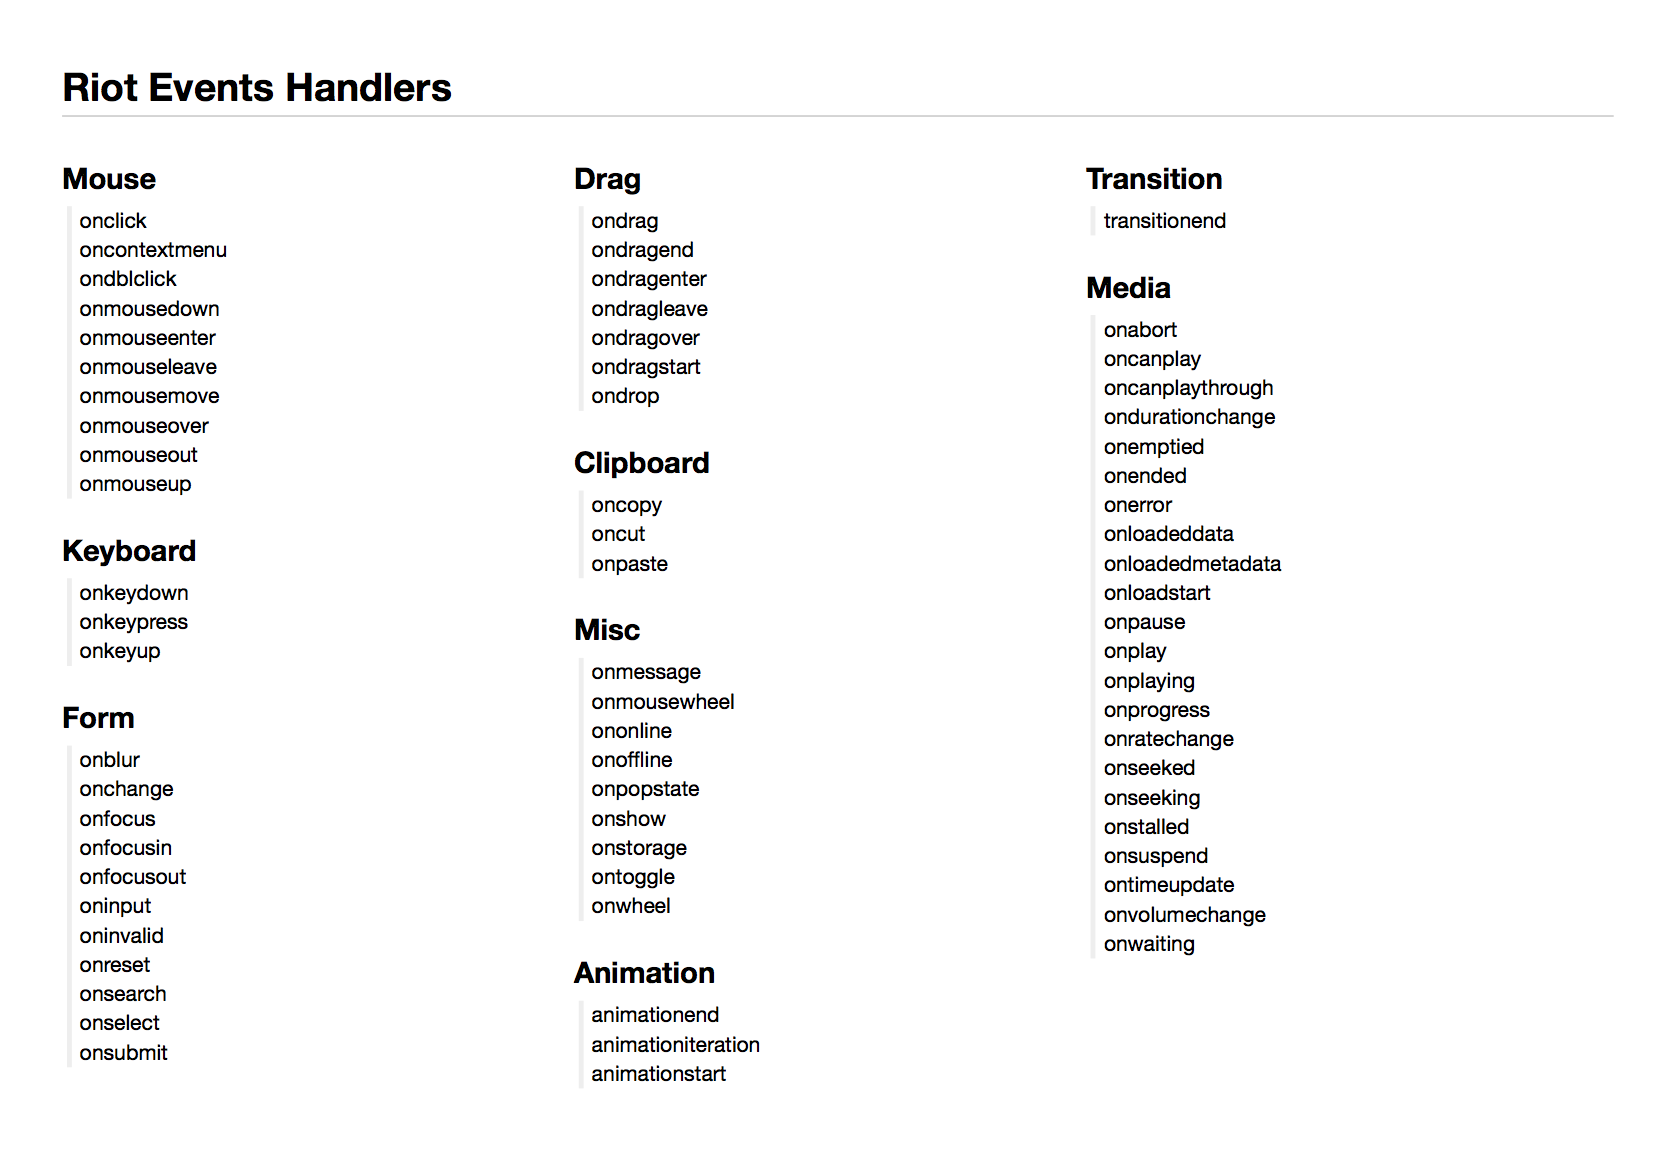 Riot Events Handlers
Mouse
onclick
oncontextmenu
ondblclick
onmousedown
onmouseenter
onmouseleave
onmousemove
onmouseover
onmouseout
onmouseup
Keyboard
onkeydown
onkeypress
onkeyup
Form
onblur
onchange
onfocus
onfocusin
onfocusout
oninput
oninvalid
onreset
onsearch
onselect
onsubmit
Drag
ondrag
ondragend
ondragenter
ondragleave
ondragover
ondragstart
ondrop
Clipboard
oncopy
oncut
onpaste
Misc
onmessage
onmousewheel
ononline
onoffline
onpopstate
onshow
onstorage
ontoggle
onwheel
Animation
animationend
animationiteration
animationstart
Transition
transitionend
Media
onabort
oncanplay
oncanplaythrough
ondurationchange
onemptied
onended
onerror
onloadeddata
onloadedmetadata
onloadstart
onpause
onplay
onplaying
onprogress
onratechange
onseeked
onseeking
onstalled
onsuspend
ontimeupdate
onvolumechange
onwaiting